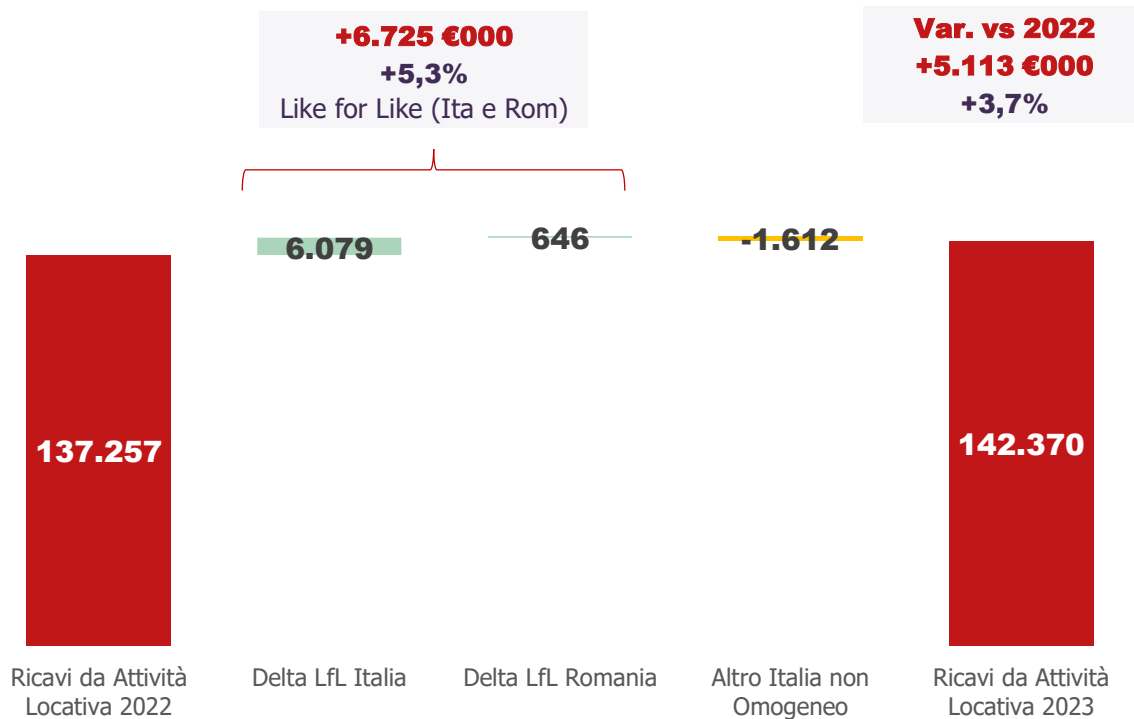 +6.725 €000
+5,3%
Like for Like (Ita e Rom)
Var. vs 2022
+5.113 €000
+3,7%
6.079
646
-1.612
137.257
142.370
Ricavi da Attività
Locativa 2022
Delta LfL Italia
Delta LfL Romania
Altro Italia non
Omogeneo
Ricavi da Attività
Locativa 2023